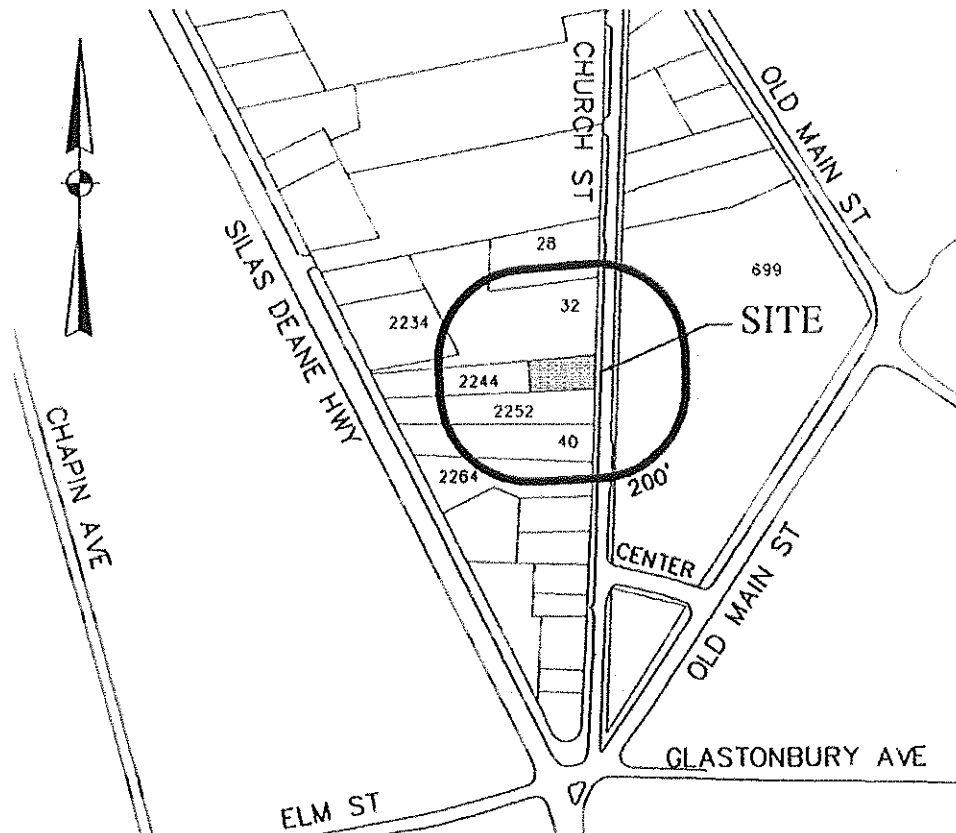 CHURCH ST
OLD MAIN ST
SILAS DEANE HWY
28
699
32
SITE
2234
2244
2252
40
2264
200'
CHAPIN AVE
CENTER
OLD MAIN ST
GLASTONBURY AVE
ELM ST